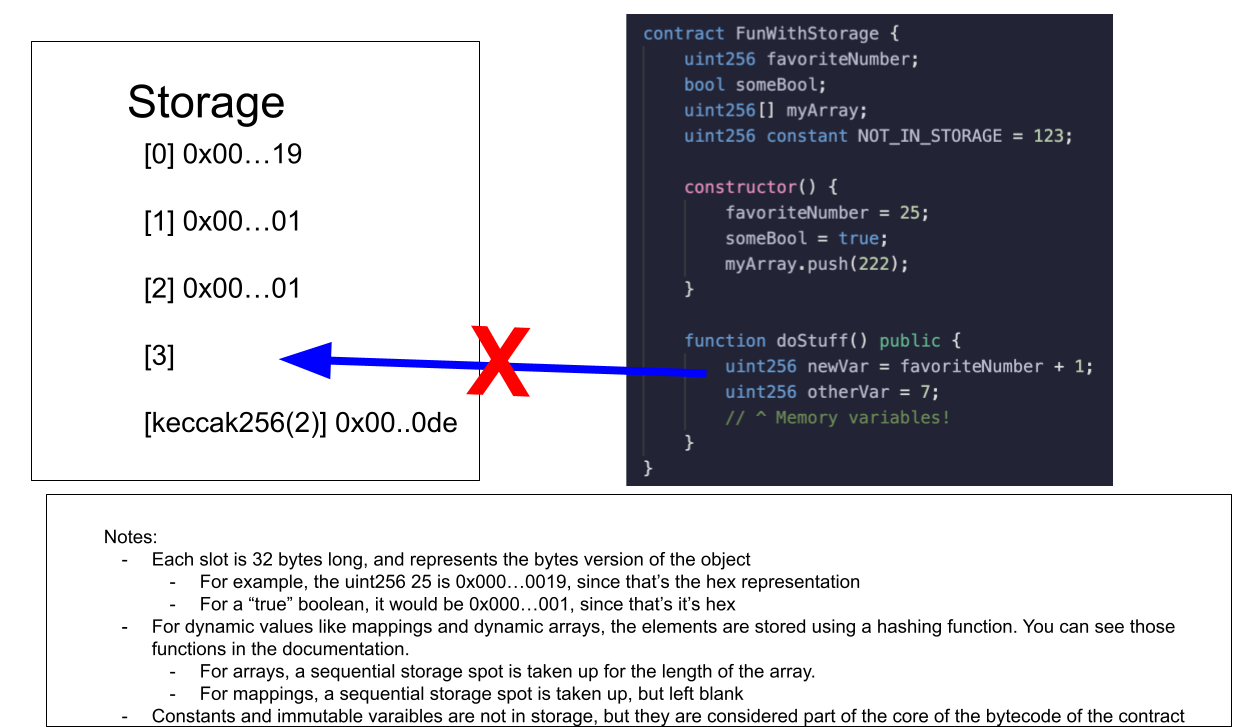 Storage
[0] 0x00…19
[1] 0x00…01
[2] 0x00…01
[3]
[keccak256(2)] 0x00..0de
X
contract FunWithStorage {
uint256 favoriteNumber;
bool someBool;
uint256[] myArray;
uint256 constant NOT_IN_STORAGE = 123;
constructor() {
favoriteNumber = 25;
someBool = true;
myArray.push(222);
}
function doStuff() public {
uint256 newVar = favoriteNumber + 1;
uint256 otherVar = 7;
// ^ Memory variables!
}
}
Notes:
- Each slot is 32 bytes long, and represents the bytes version of the object
- For example, the uint256 25 is 0x000…0019, since that’s the hex representation
- For a “true” boolean, it would be 0x000…001, since that’s it’s hex
- For dynamic values like mappings and dynamic arrays, the elements are stored using a hashing function. You can see those
functions in the documentation.
- For arrays, a sequential storage spot is taken up for the length of the array.
- For mappings, a sequential storage spot is taken up, but left blank
- Constants and immutable varaibles are not in storage, but they are considered part of the core of the bytecode of the contract